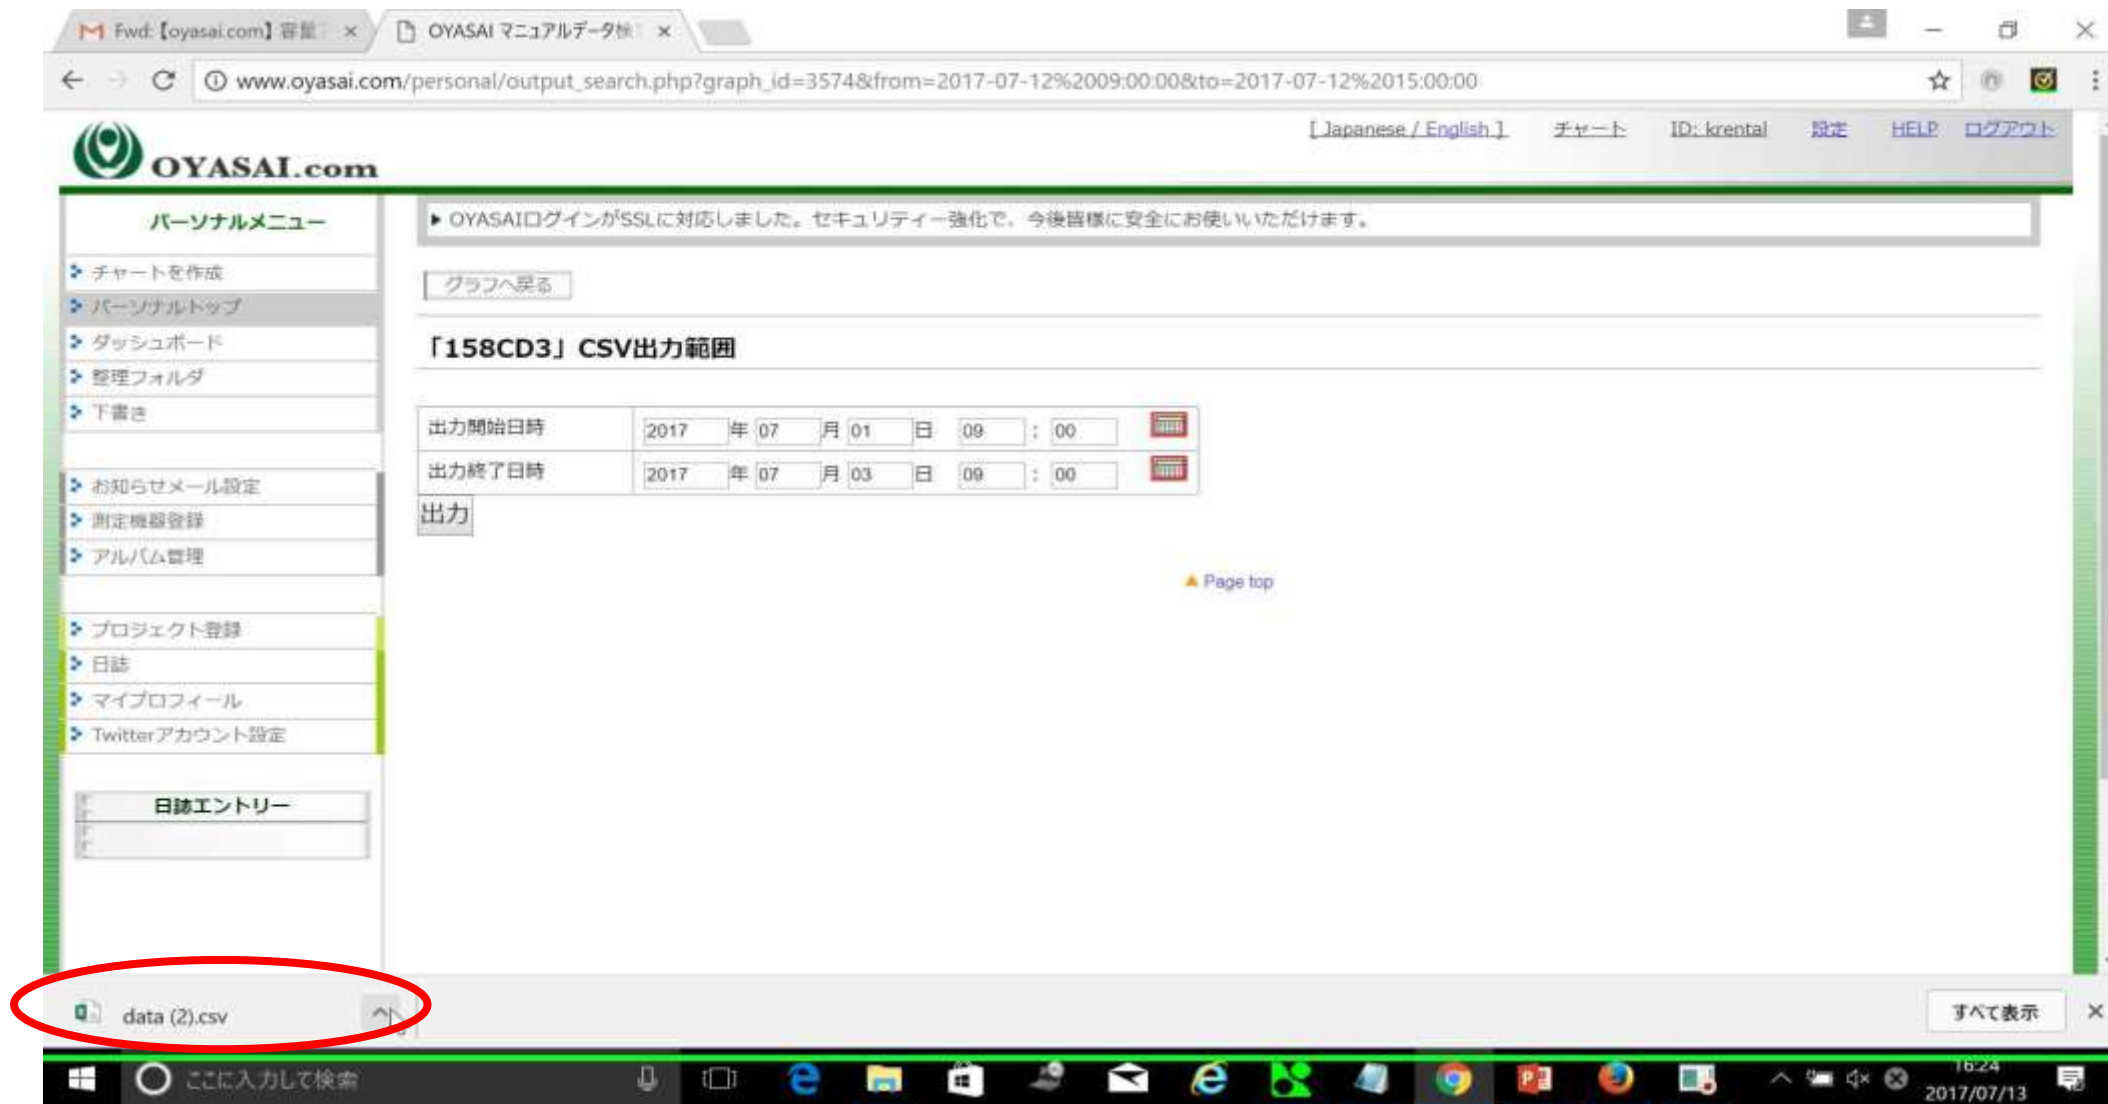 Fwd:【oyasai.com】容量
OYASAI マニュアルデータ検
www.oyasai.com/personal/output_search.php?graph_id=3574&from=2017-07-12%2009:00:00&to=2017-07-12%2015:00:00
OYASAI.com
[ Japanese / English ] チャート ID: krental 設定 HELP ログアウト
パーソナルメニュー
チャートを作成
パーソナルトップ
ダッシュボード
整理フォルダ
下書き
お知らせメール設定
測定機器登録
アルバム管理
プロジェクト登録
日誌
マイプロフィール
Twitterアカウント設定
日誌エントリー
OYASAIログインがSSLに対応しました。セキュリティー強化で、今後皆様に安全にお使いいただけます。
グラフへ戻る
「158CD3」CSV出力範囲
出力開始日時 2017 年 07 月 01 日 09 : 00
出力終了日時 2017 年 07 月 03 日 09 : 00
出力
Page top
data (2).csv
すべて表示
ここに入力して検索
16:24
2017/07/13